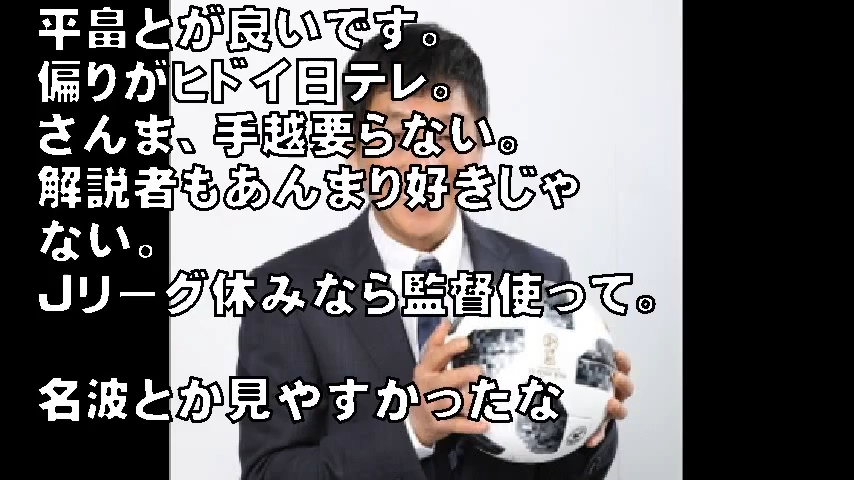 平畠とが良いです。
偏りがヒドイ日テレ。
さんま、手越要らない。
解説者もあんまり好きじゃ
ない。
Jリーグ休みなら監督使って。
名波とか見やすかったな